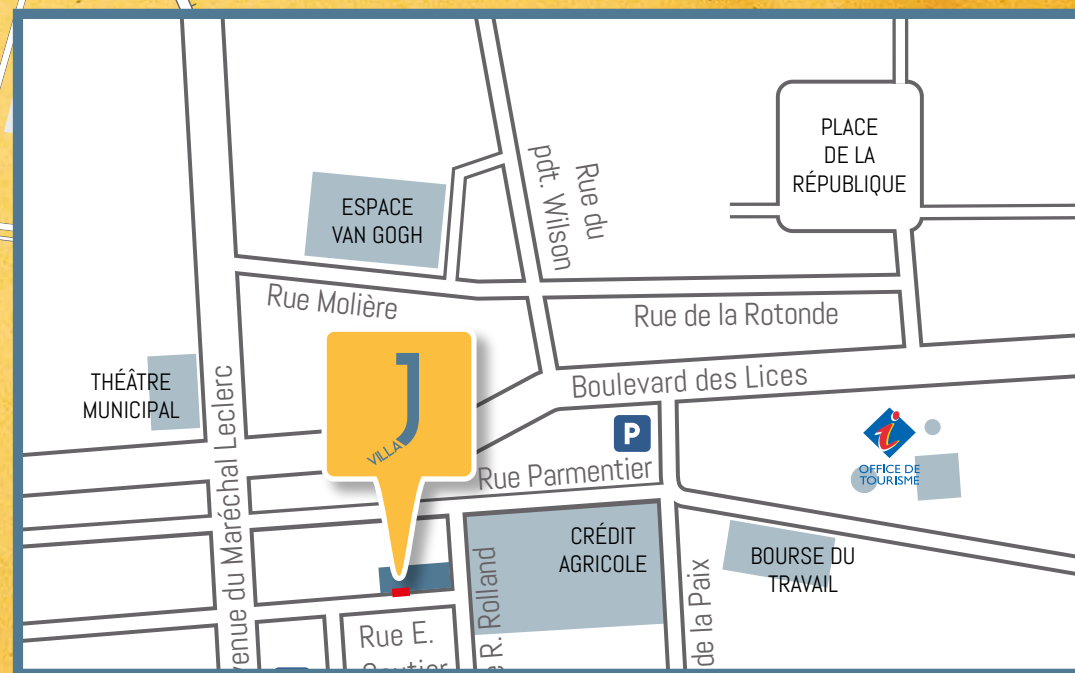 PLACE
DE LA
RÉPUBLIQUE
Rue du
pdt. Wilson
ESPACE
VAN GOGH
Rue Molière
Rue de la Rotonde
THÉÂTRE
MUNICIPAL
J
VILLA
Boulevard des Lices
P
i
OFFICE DE
TOURISME
Rue Parmentier
venue du Maréchal Leclerc
CRÉDIT
AGRICOLE
BOURSE DU
TRAVAIL
R. Rolland
de la Paix
Rue E.